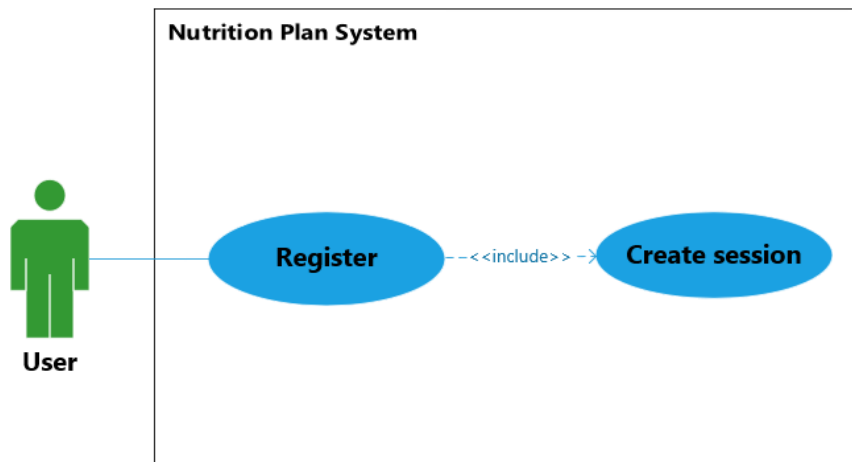 Nutrition Plan System
Register
<<include>>
Create session
User